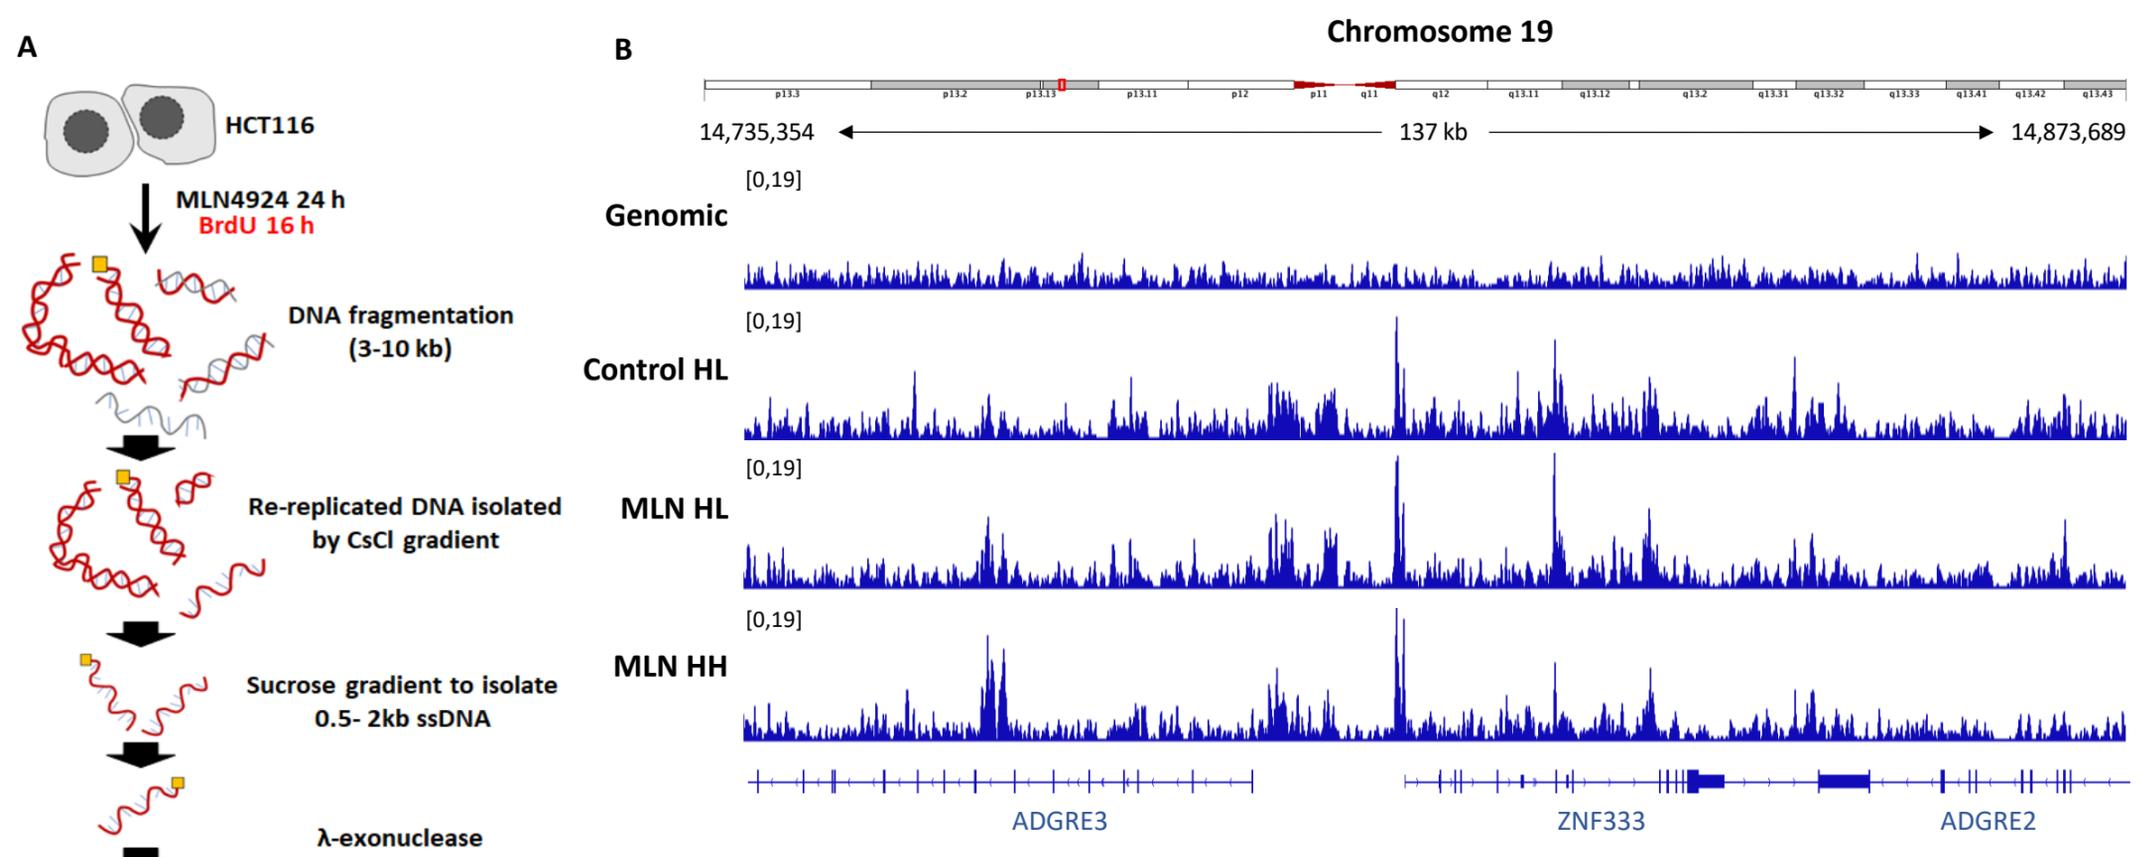 A
HCT116
MLN4924 24 h
BrdU 16 h
DNA fragmentation
(3-10 kb)
Re-replicated DNA isolated
by CsCl gradient
Sucrose gradient to isolate
0.5- 2kb ssDNA
λ-exonuclease
B
Chromosome 19
p13.3 p13.2 p13.13 p13.11 p12 p11 q11 q12 q13.11 q13.12 q13.2 q13.31 q13.32 q13.33 q13.41 q13.42 q13.43
14,735,354 137 kb 14,873,689
[0,19]
Genomic
[0,19]
Control HL
[0,19]
MLN HL
[0,19]
MLN HH
ADGRE3 ZNF333 ADGRE2